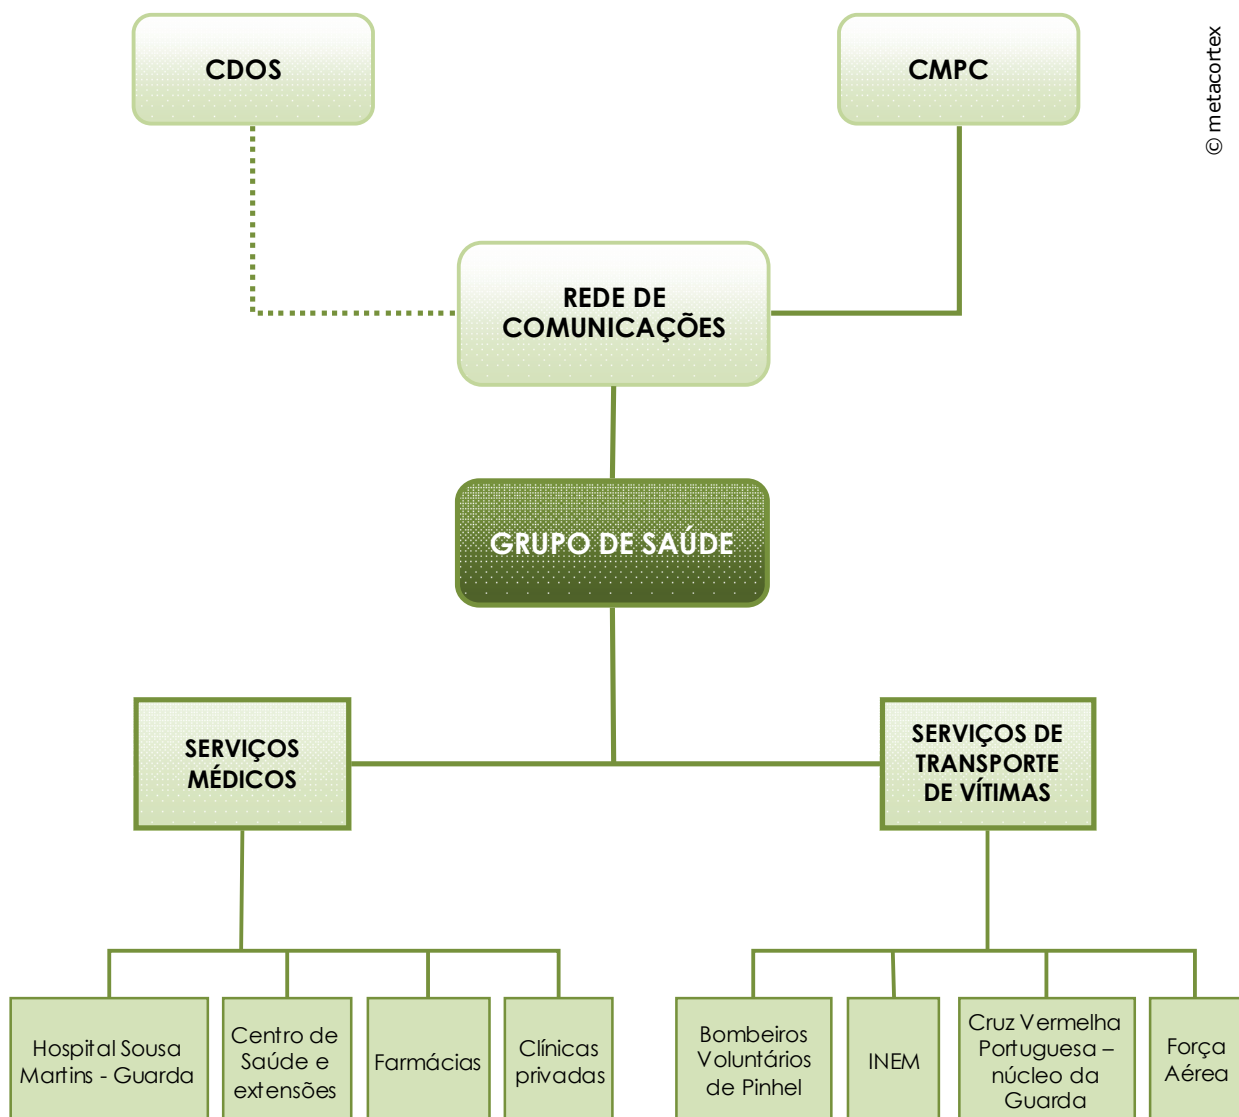 CDOS
CMPC
© metacortex
REDE DE
COMUNICAÇÕES
GRUPO DE SAÚDE
SERVIÇOS
MÉDICOS
SERVIÇOS DE
TRANSPORTE
DE VÍTIMAS
Hospital Sousa
Martins - Guarda
Centro de
Saúde e
extensões
Farmácias
Clínicas
privadas
Bombeiros
Voluntários
de Pinhel
INEM
Cruz Vermelha
Portuguesa –
núcleo da
Guarda
Força
Aérea